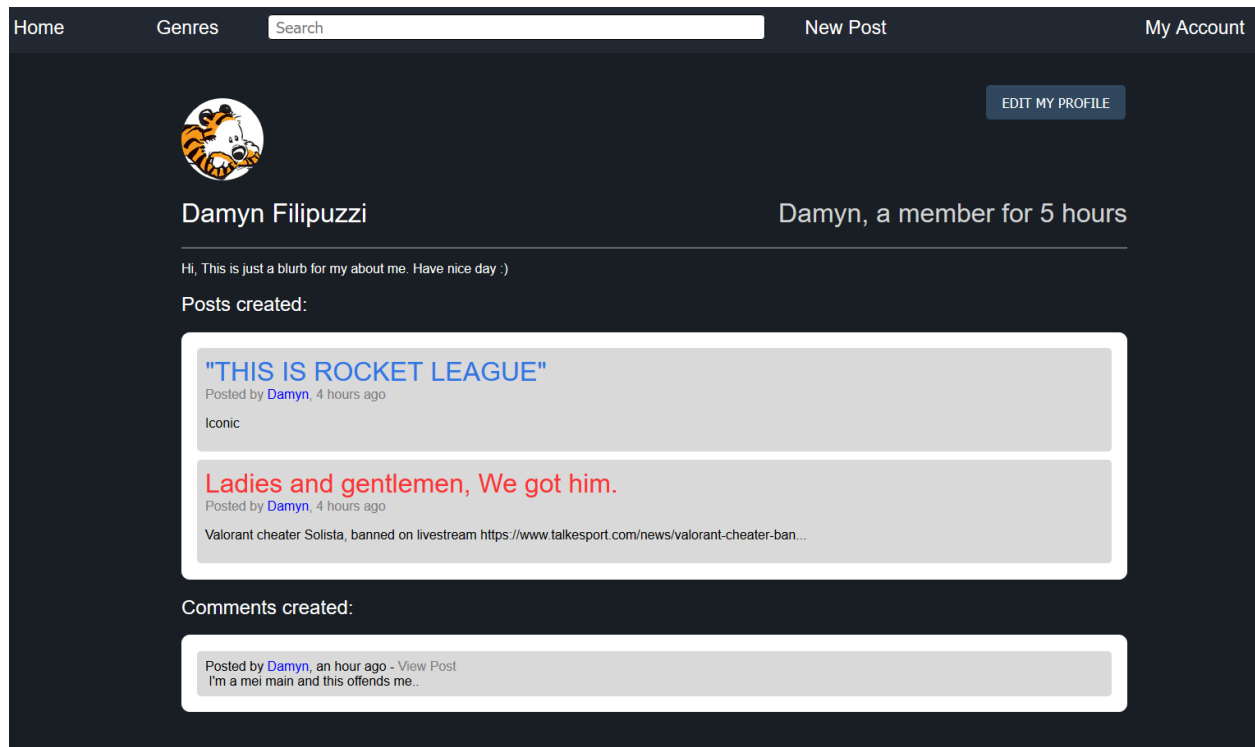 Home Genres Search New Post My Account
EDIT MY PROFILE
Damyn Filipuzzi Damyn, a member for 5 hours
Hi, This is just a blurb for my about me. Have nice day :)
Posts created:
"THIS IS ROCKET LEAGUE"
Posted by Damyn, 4 hours ago
Iconic
Ladies and gentlemen, We got him.
Posted by Damyn, 4 hours ago
Valorant cheater Solista, banned on livestream https://www.talkesport.com/news/valorant-cheater-ban...
Comments created:
Posted by Damyn, an hour ago - View Post
I'm a mei main and this offends me..